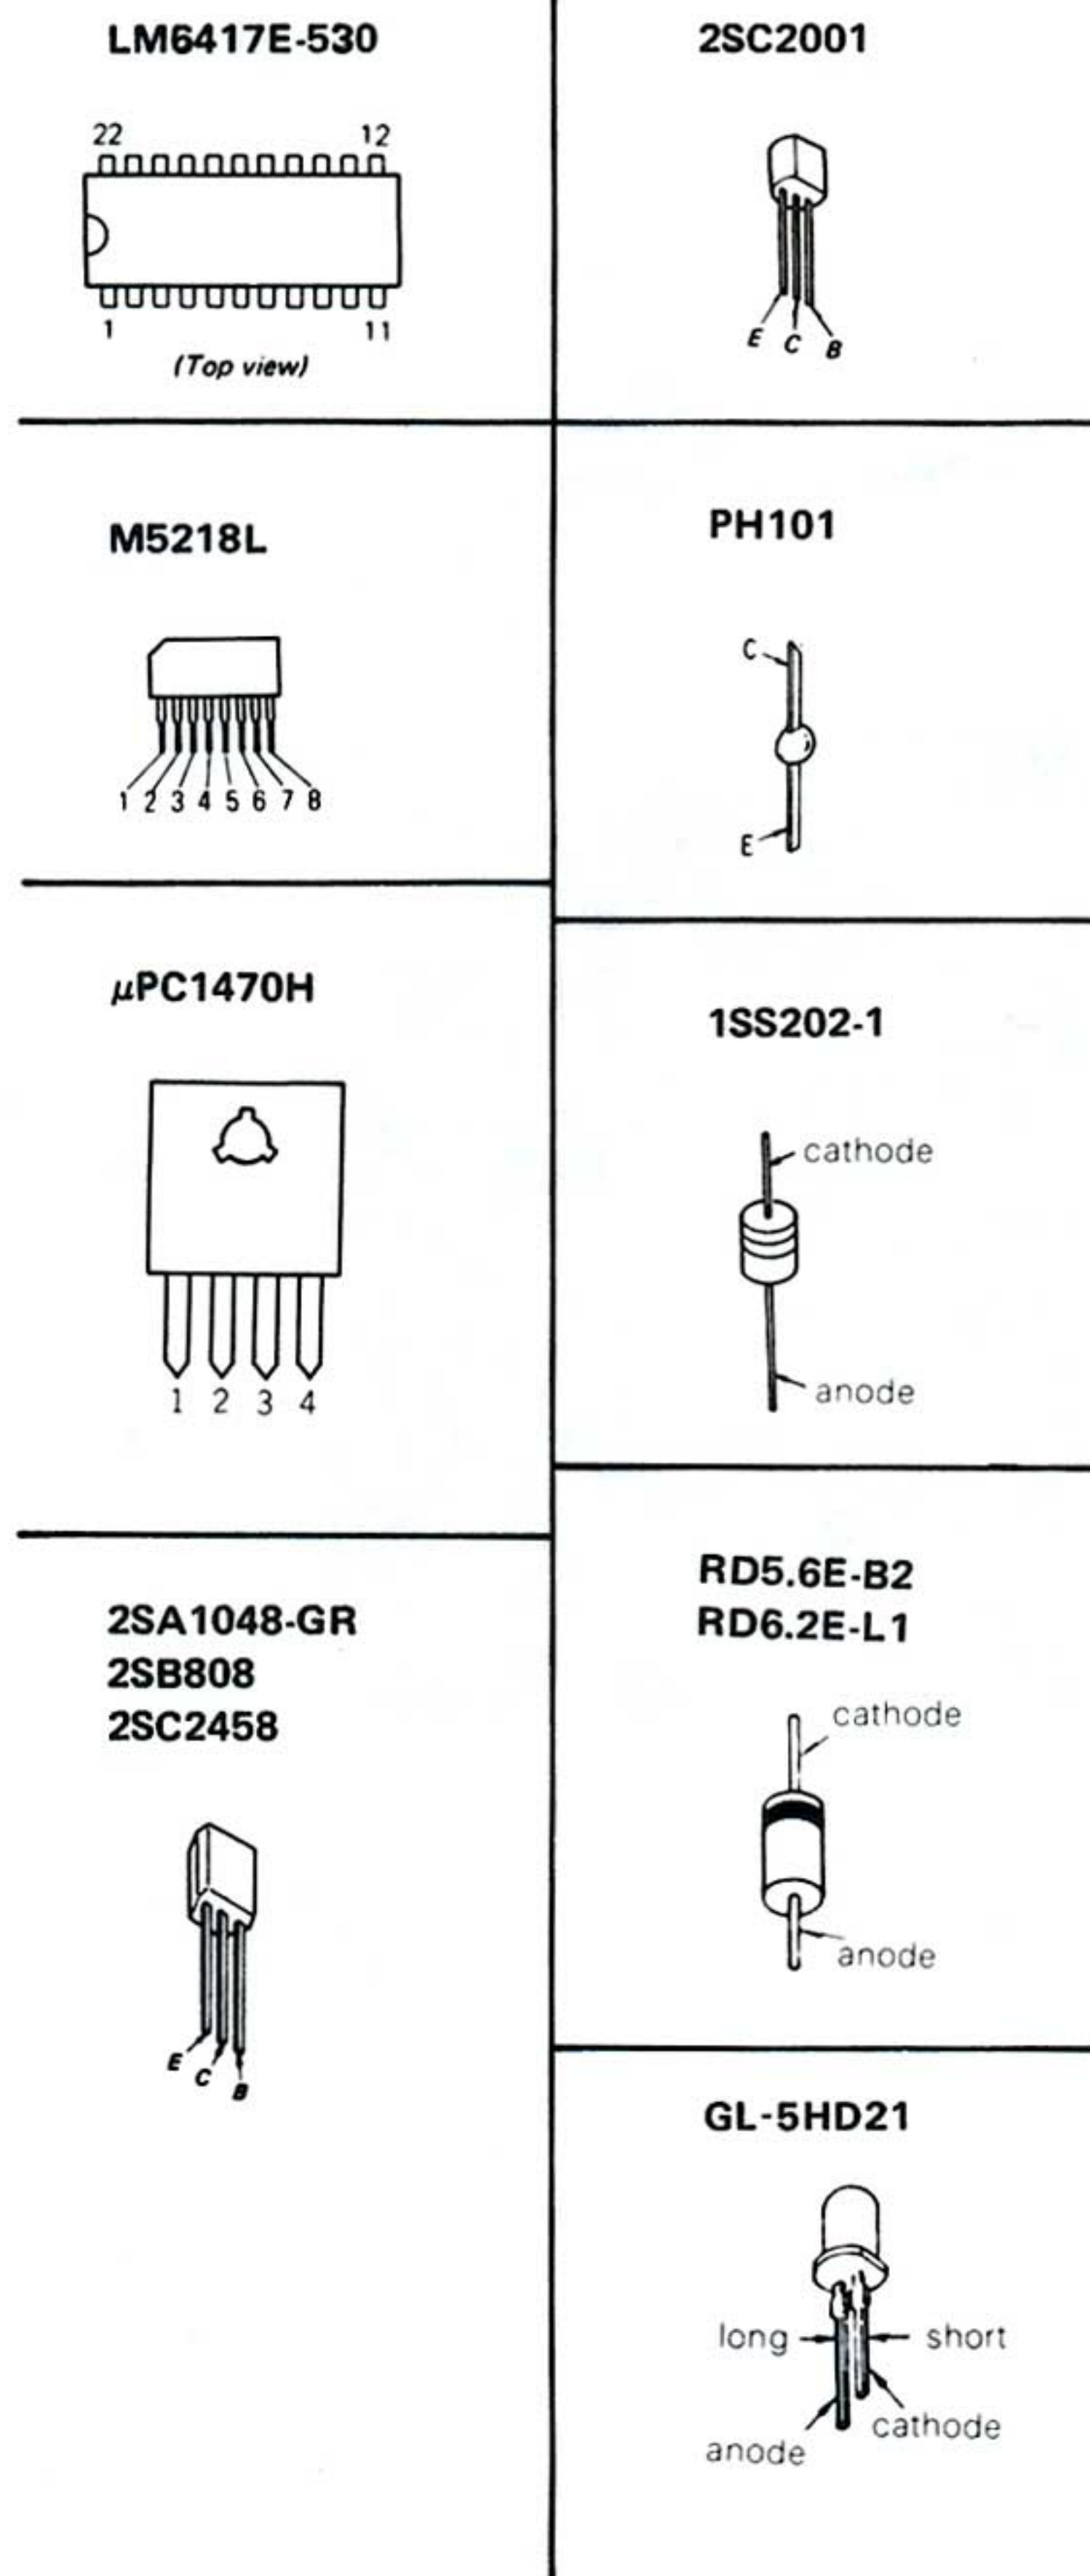 LM6417E-530
22 12
1 11
(Top view)
M5218L
1 2 3 4 5 6 7 8
μPC1470H
1 2 3 4
2SA1048-GR
2SB808
2SC2458
E C B
2SC2001
E C B
PH101
C
E
1SS202-1
cathode
anode
RD5.6E-B2
RD6.2E-L1
cathode
anode
GL-5HD21
long short
cathode
anode